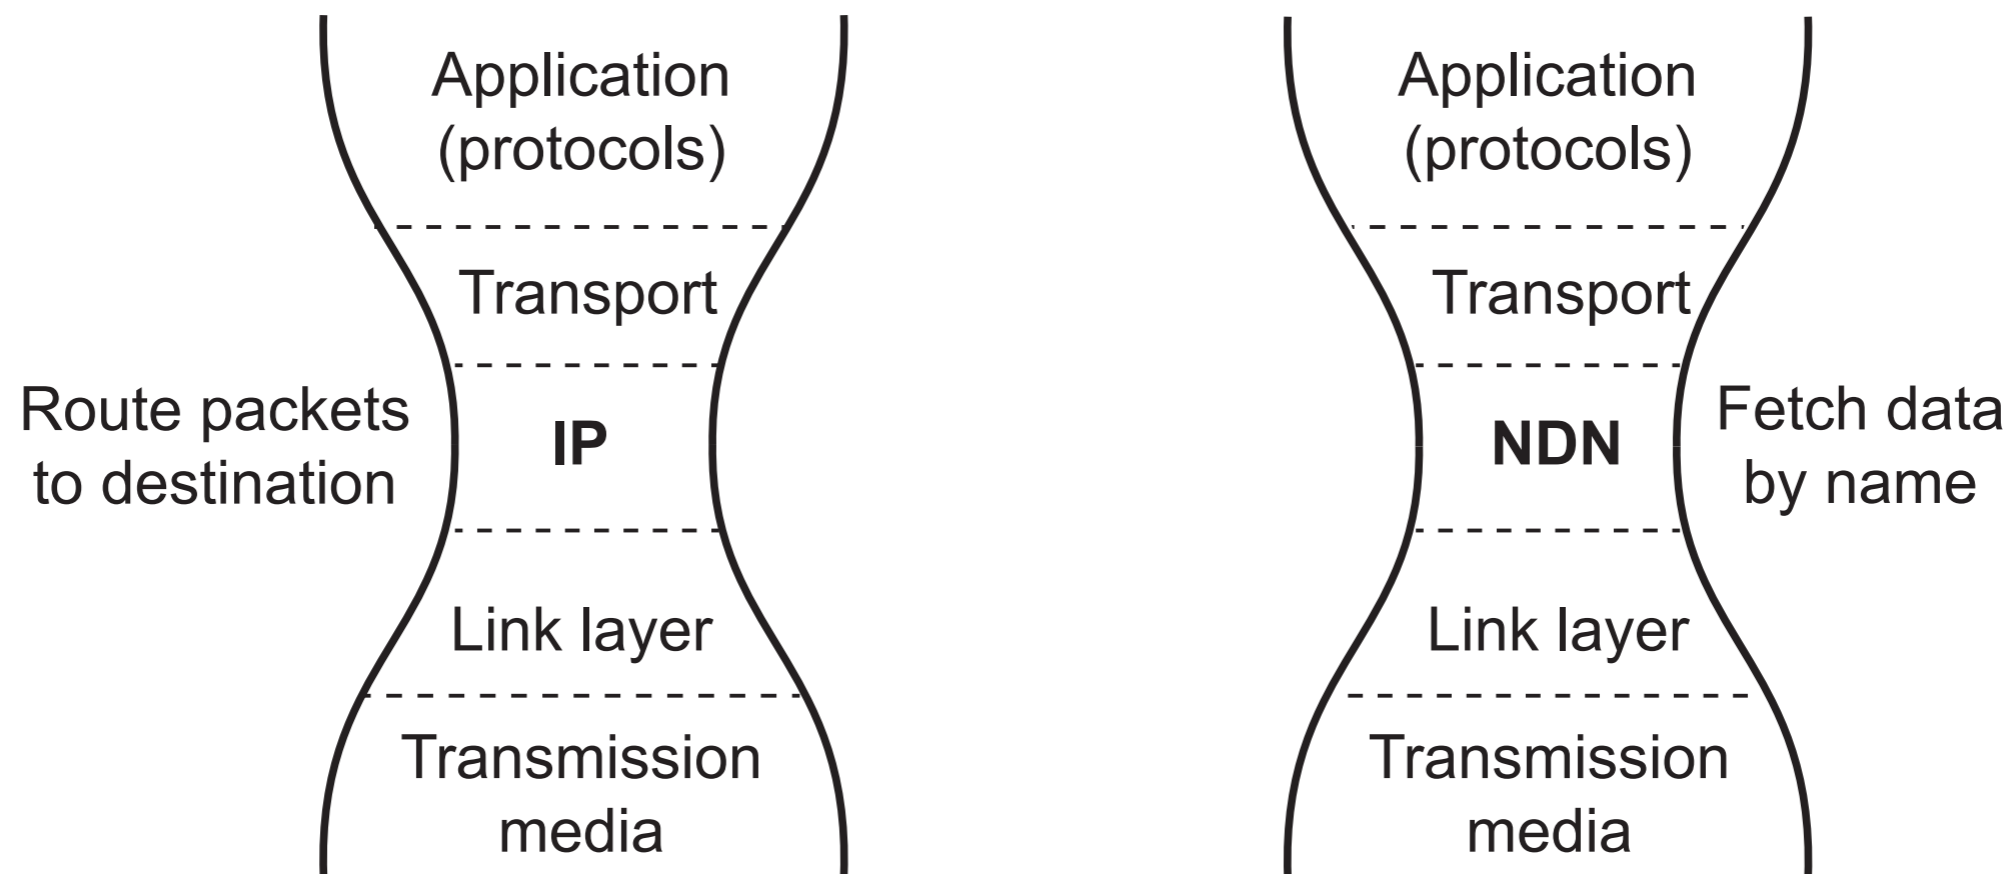 Application
(protocols)
Transport
Route packets
to destination
IP
Link layer
Transmission
media
Application
(protocols)
Transport
NDN
Fetch data
by name
Link layer
Transmission
media